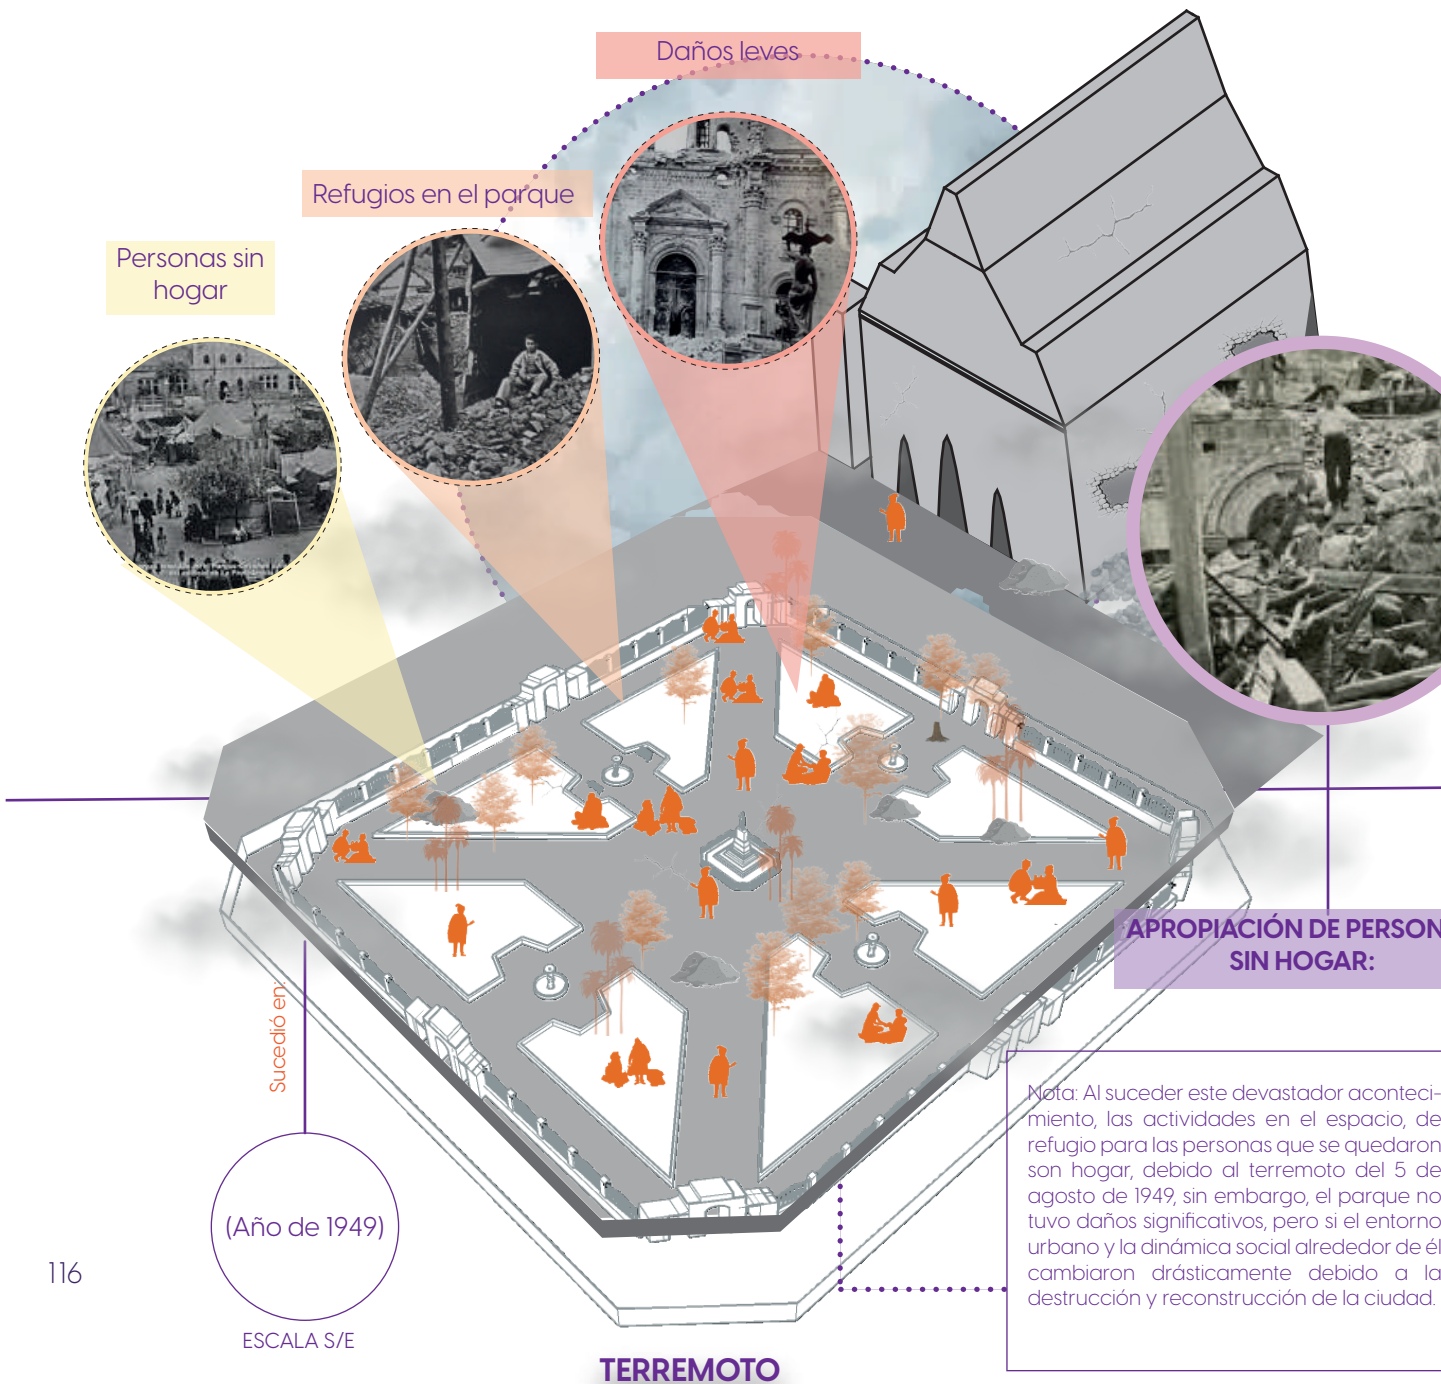 Daños leves
Refugios en el parque
Personas sin
hogar
APROPIACIÓN DE PERSON
SIN HOGAR:
Sucedió en:
(Año de 1949)
ESCALA S/E
Nota: Al suceder este devastador aconteci-
miento, las actividades en el espacio, de
refugio para las personas que se quedaron
son hogar, debido al terremoto del 5 de
agosto de 1949, sin embargo, el parque no
tuvo daños significativos, pero si el entorno
urbano y la dinámica social alrededor de él
cambiaron drásticamente debido a la
destrucción y reconstrucción de la ciudad.
116
TERREMOTO